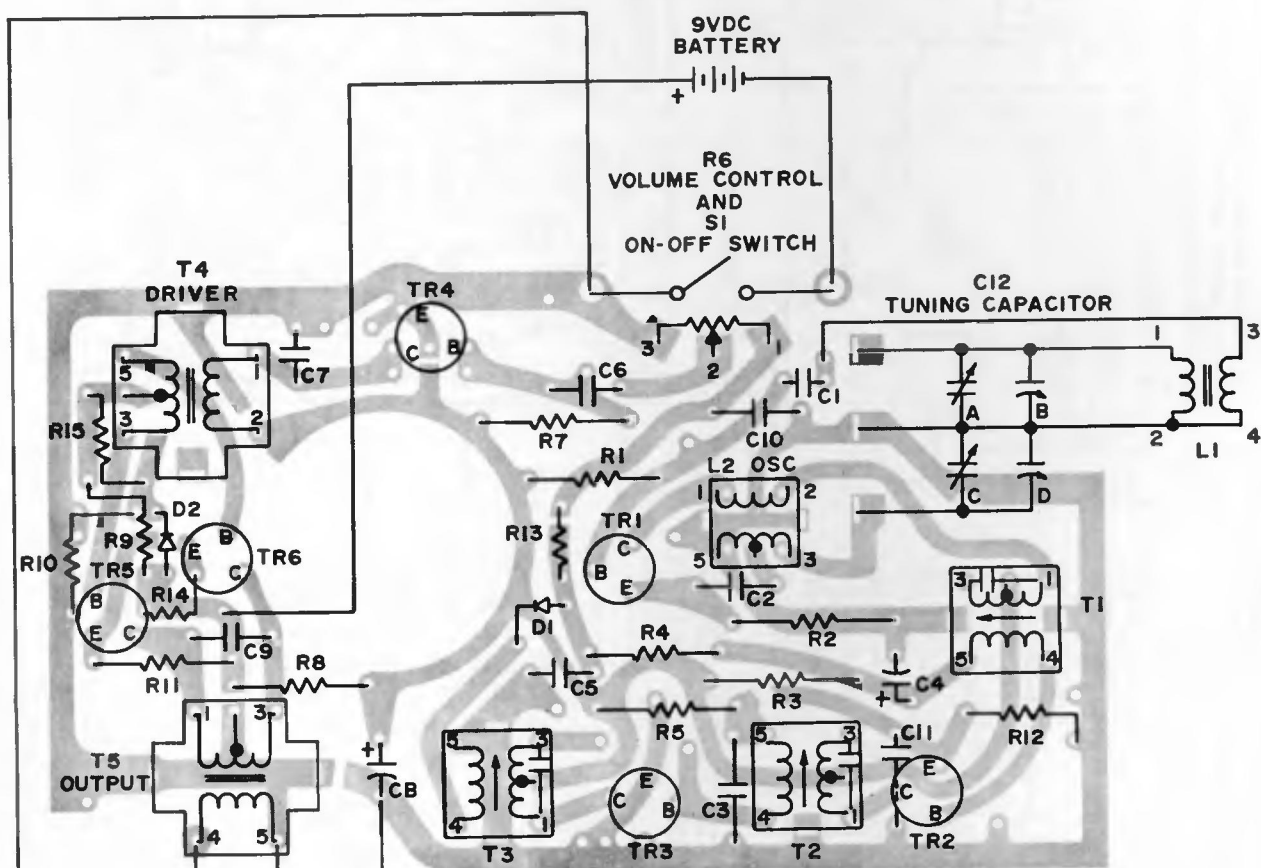 9VDC
BATTERY
+
R6
VOLUME CONTROL
AND
S1
ON-OFF SWITCH
T4
DRIVER
TR4
E
C B
C12
TUNING CAPACITOR
3 1
2
1 3
5 1
3 2
C7
C6
C1
A B
R15
R7
C10
2 4
L1
R1
L2 OSC
1 2
5 3
C D
D2
R13
TR1
C
B
E
R10
R9
B
E
C
TR6
TR5
B
E C
R14
C2
3 1
5 4
T1
D1
R2
C9
R4
R11
R8
C5
R3
C4
+
1 3
R5
C11
R12
T5
OUTPUT
+
C8
5 3
4 1
E
C
B
C3
5 3
4 1
E
C
B
4 5
T3
TR3
T2
TR2